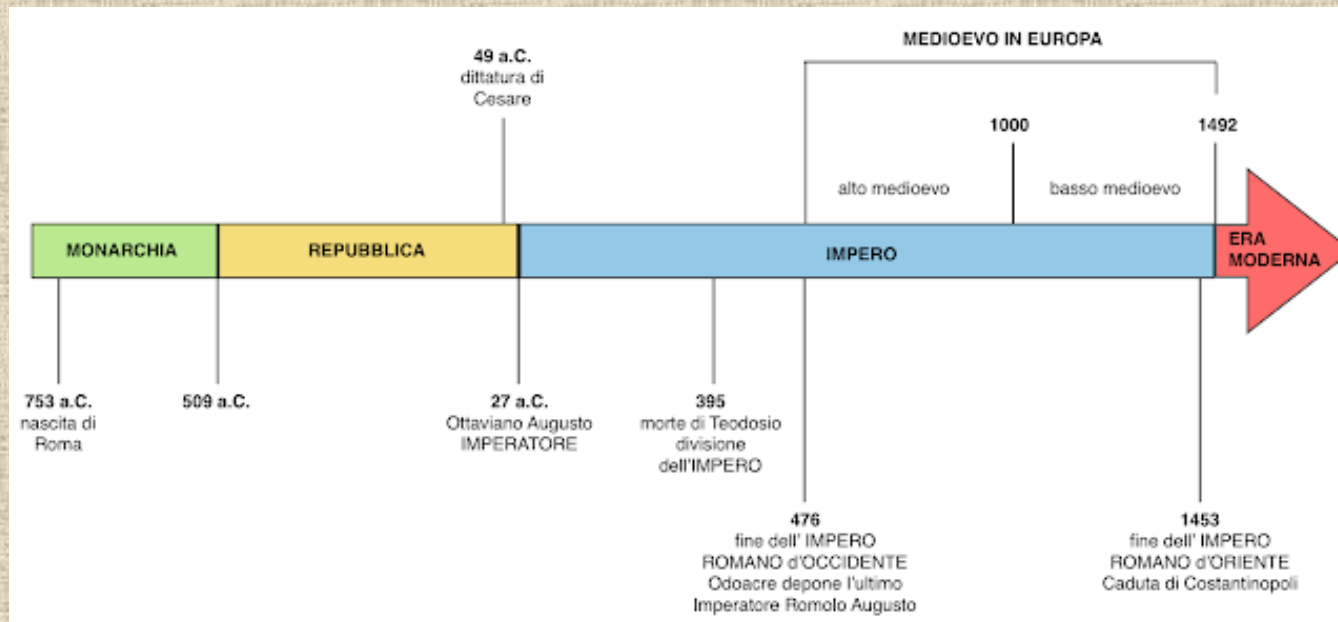 MEDIOEVO IN EUROPA
49 a.C.
dittatura di
Cesare
1000
1492
alto medioevo
basso medioevo
MONARCHIA
REPUBBLICA
IMPERO
ERA
MODERNA
753 a.C.
nascita di
Roma
509 a.C.
27 a.C.
Ottaviano Augusto
IMPERATORE
395
morte di Teodosio
divisione
dell'IMPERO
476
fine dell' IMPERO
ROMANO d'OCCIDENTE
Odoacre depone l'ultimo
Imperatore Romolo Augusto
1453
fine dell' IMPERO
ROMANO d'ORIENTE
Caduta di Costantinopoli